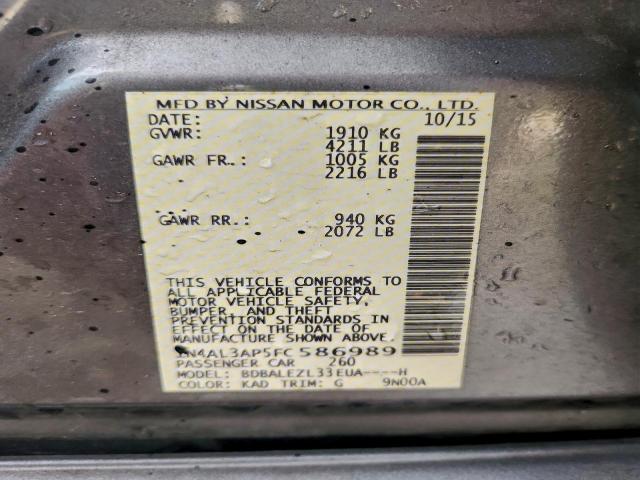 MFD BY NISSAN MOTOR CO., LTD.
DATE: 10/15
GVWR: 1910 KG
4211 LB
GAWR FR.: 1005 KG
2216 LB
GAWR RR.: 940 KG
2072 LB
THIS VEHICLE CONFORMS TO
ALL APPLICABLE FEDERAL
MOTOR VEHICLE SAFETY,
BUMPER, AND THEFT
PREVENTION STANDARDS IN
EFFECT ON THE DATE OF
MANUFACTURE SHOWN ABOVE.
1N4AL3AP5FC586989
PASSENGER CAR 260
MODEL: BDBALEZL33EUA----H
COLOR: KAD TRIM: G 9N00A